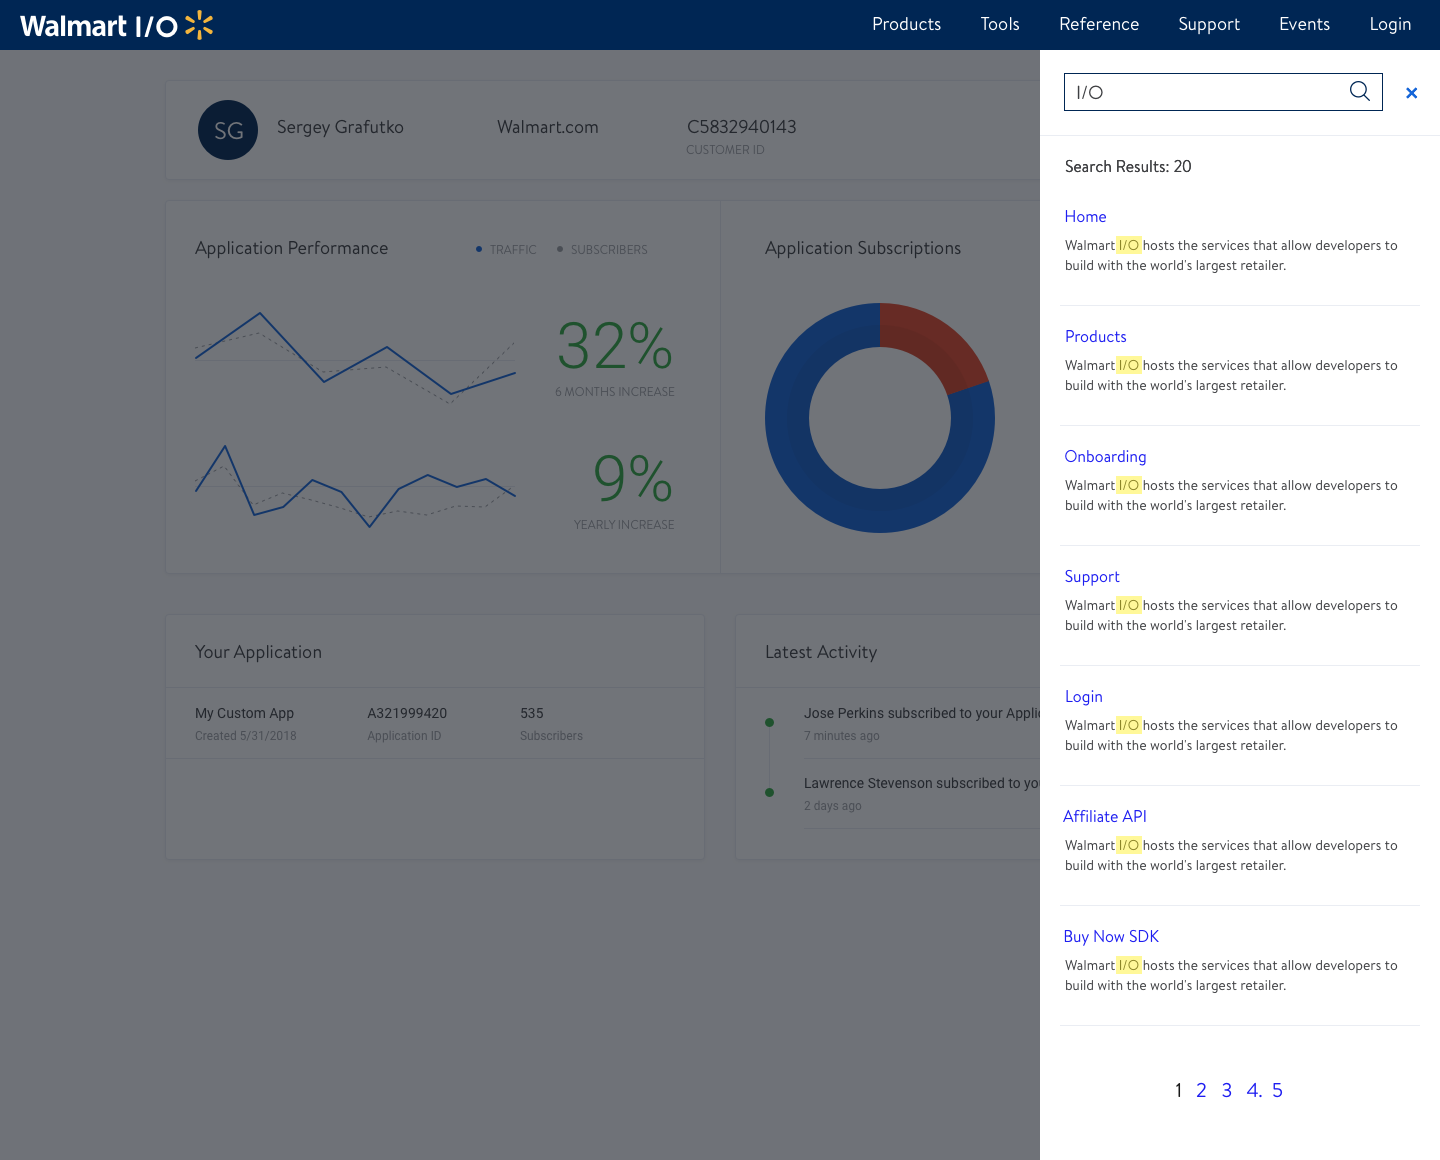 Walmart I/O
Products Tools Reference Support Events Login
SG
Sergey Grafutko
Walmart.com
C5832940143
CUSTOMER ID
Application Performance
TRAFFIC
SUBSCRIBERS
32%
6 MONTHS INCREASE
9%
YEARLY INCREASE
Application Subscriptions
Your Application
My Custom App A321999420 535
Created 5/31/2018 Application ID Subscribers
Latest Activity
Jose Perkins subscribed to your Applic
7 minutes ago
Lawrence Stevenson subscribed to you
2 days ago
I/O
×
Search Results: 20
Home
Walmart I/O hosts the services that allow developers to
build with the world's largest retailer.
Products
Walmart I/O hosts the services that allow developers to
build with the world's largest retailer.
Onboarding
Walmart I/O hosts the services that allow developers to
build with the world's largest retailer.
Support
Walmart I/O hosts the services that allow developers to
build with the world's largest retailer.
Login
Walmart I/O hosts the services that allow developers to
build with the world's largest retailer.
Affiliate API
Walmart I/O hosts the services that allow developers to
build with the world's largest retailer.
Buy Now SDK
Walmart I/O hosts the services that allow developers to
build with the world's largest retailer.
1 2 3 4. 5